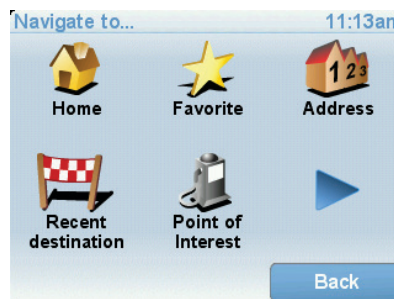 Navigate to... 11:13am
Home Favorite Address
1 2 3
Recent destination
Point of Interest
Back